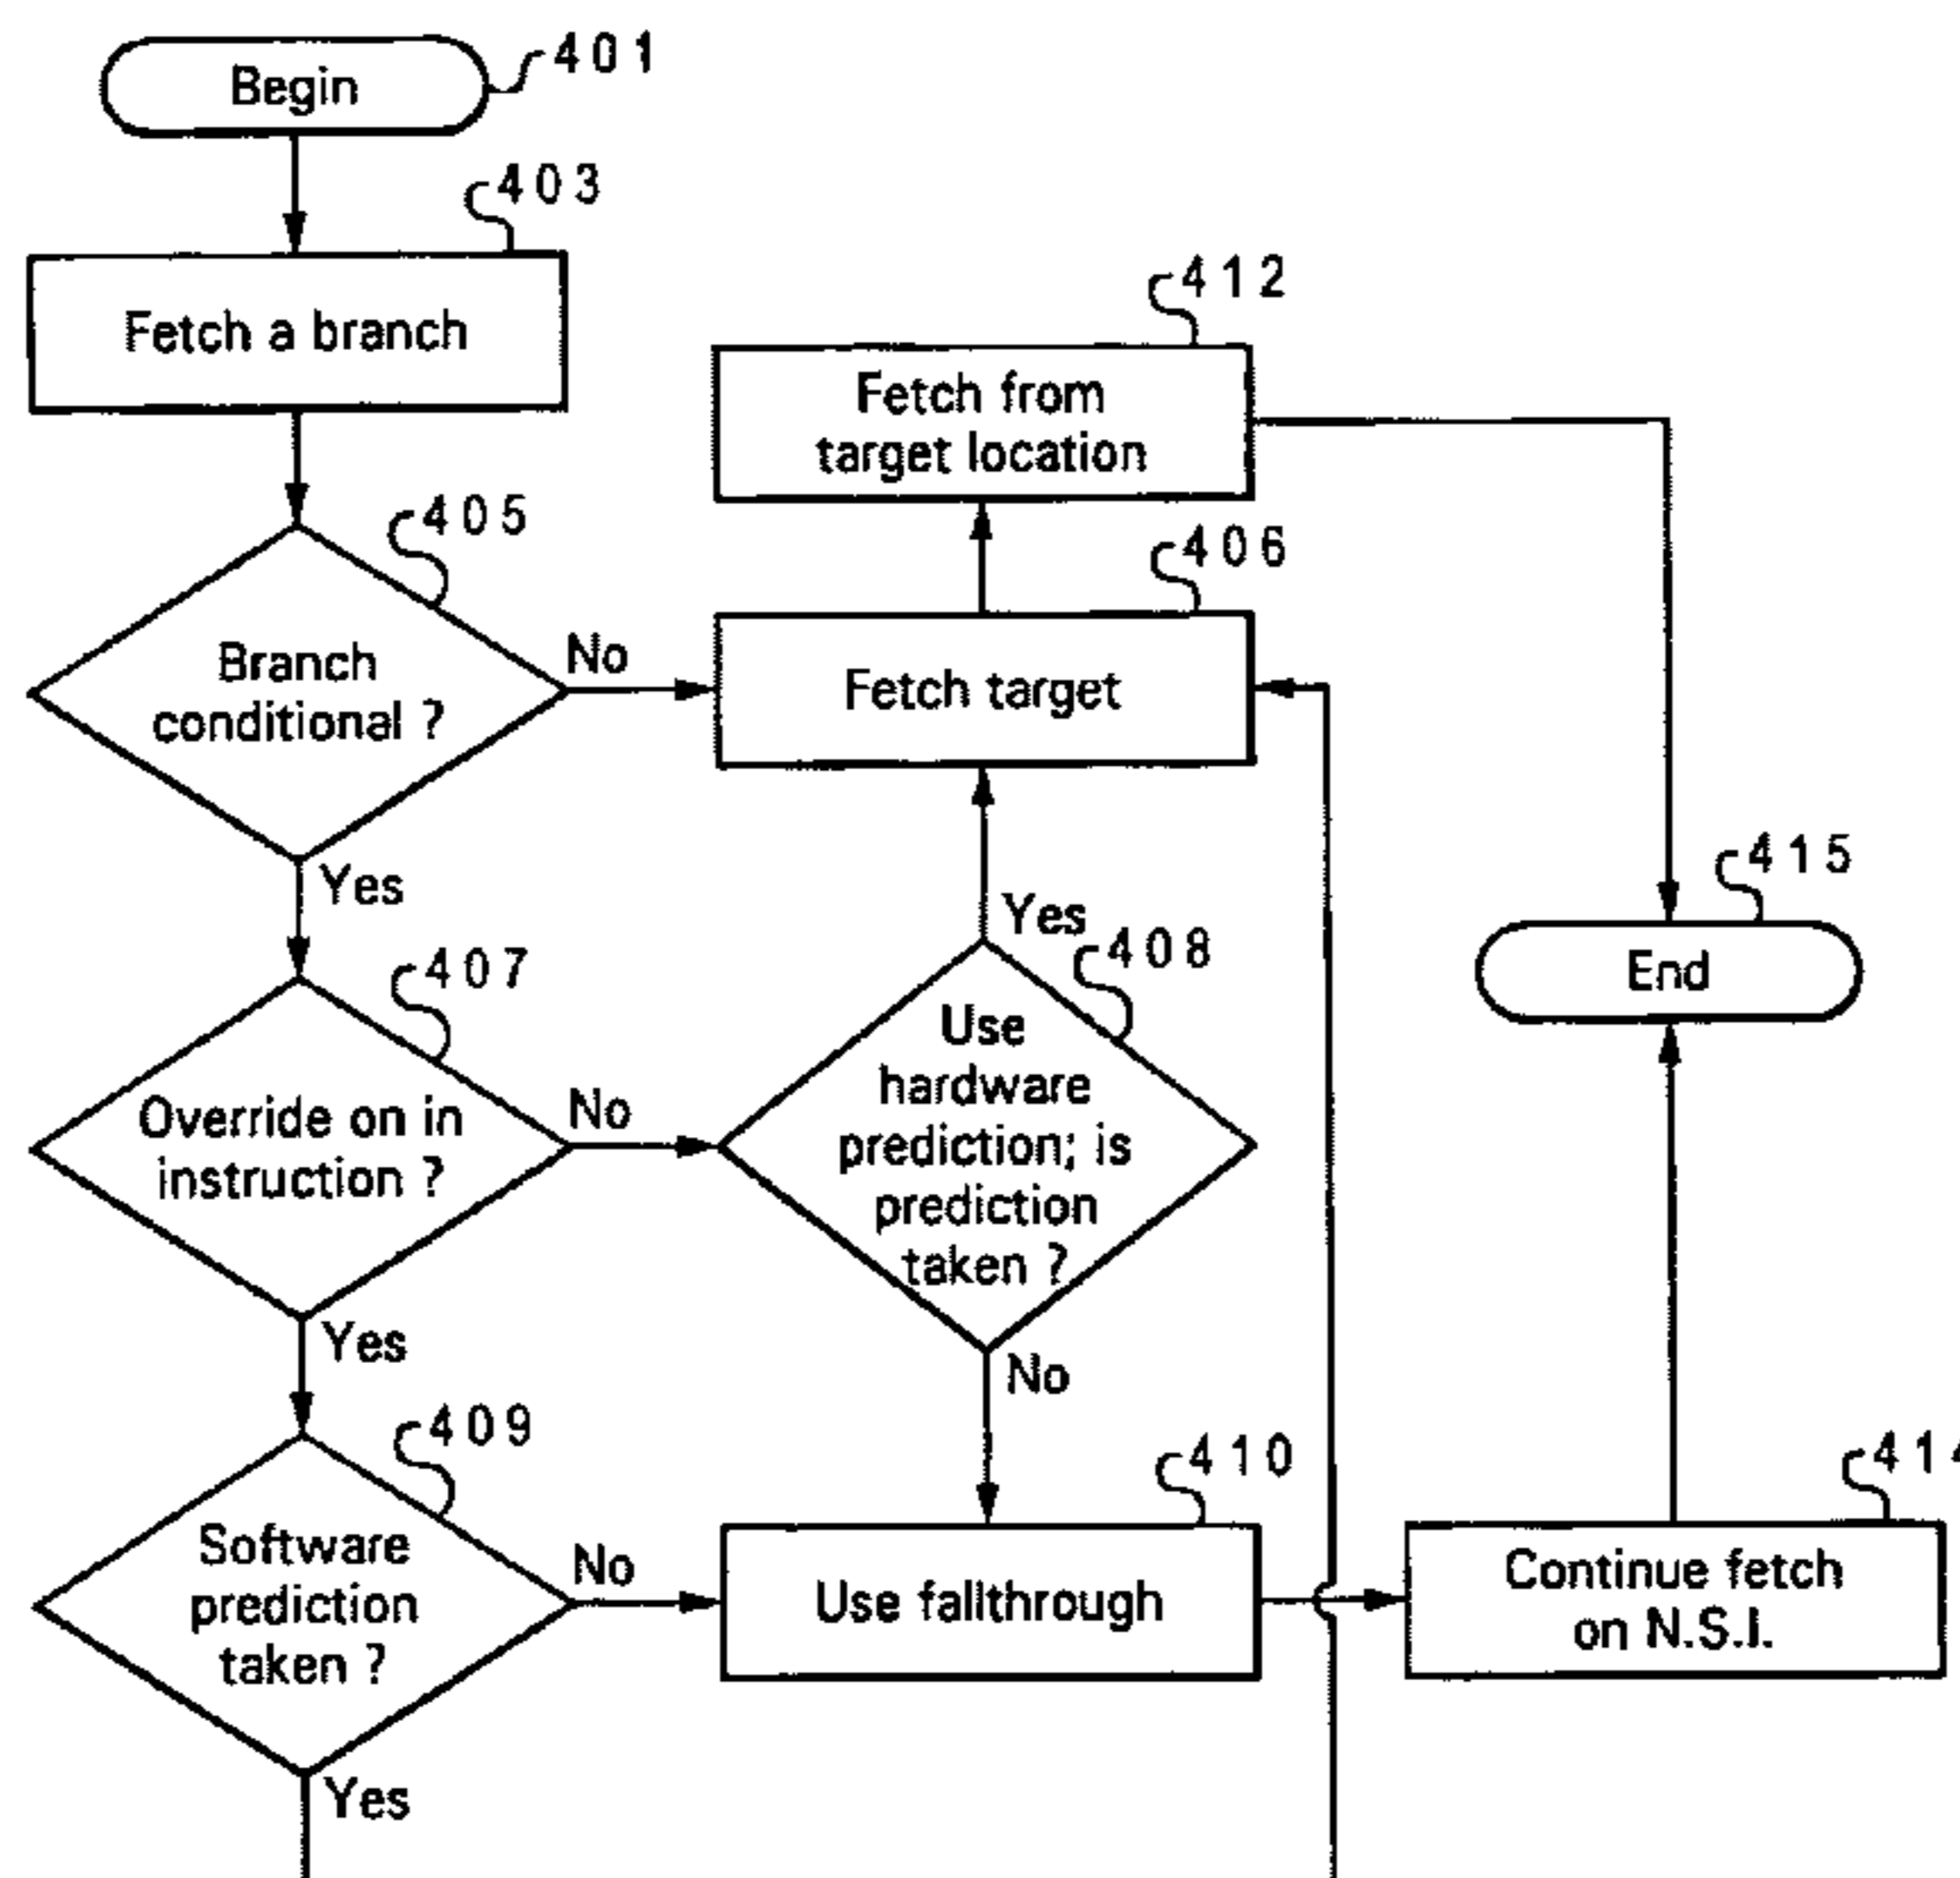 Begin
401
403
Fetch a branch
412
Fetch from
target location
405
406
Branch
conditional ?
No
Fetch target
Yes
415
End
407
Yes
408
Override on in
instruction ?
No
Use
hardware
prediction; is
prediction
taken ?
Yes
No
409
410
414
Software
prediction
taken ?
No
Use fallthrough
Continue fetch
on N.S.I.
Yes